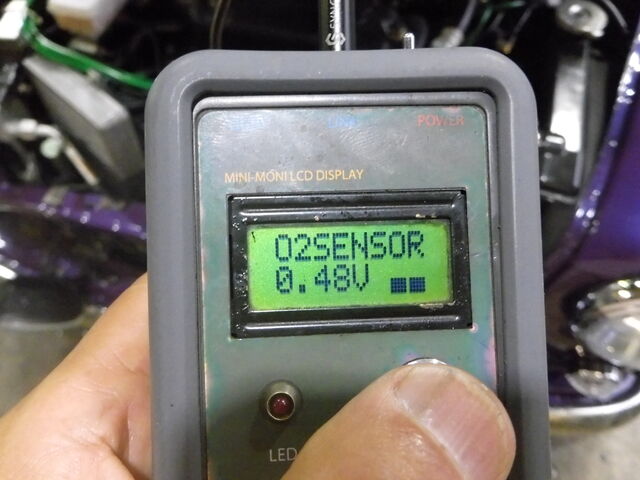 POWER
MINI-MONI LCD DISPLAY
O2SENSOR
0.48V
LED